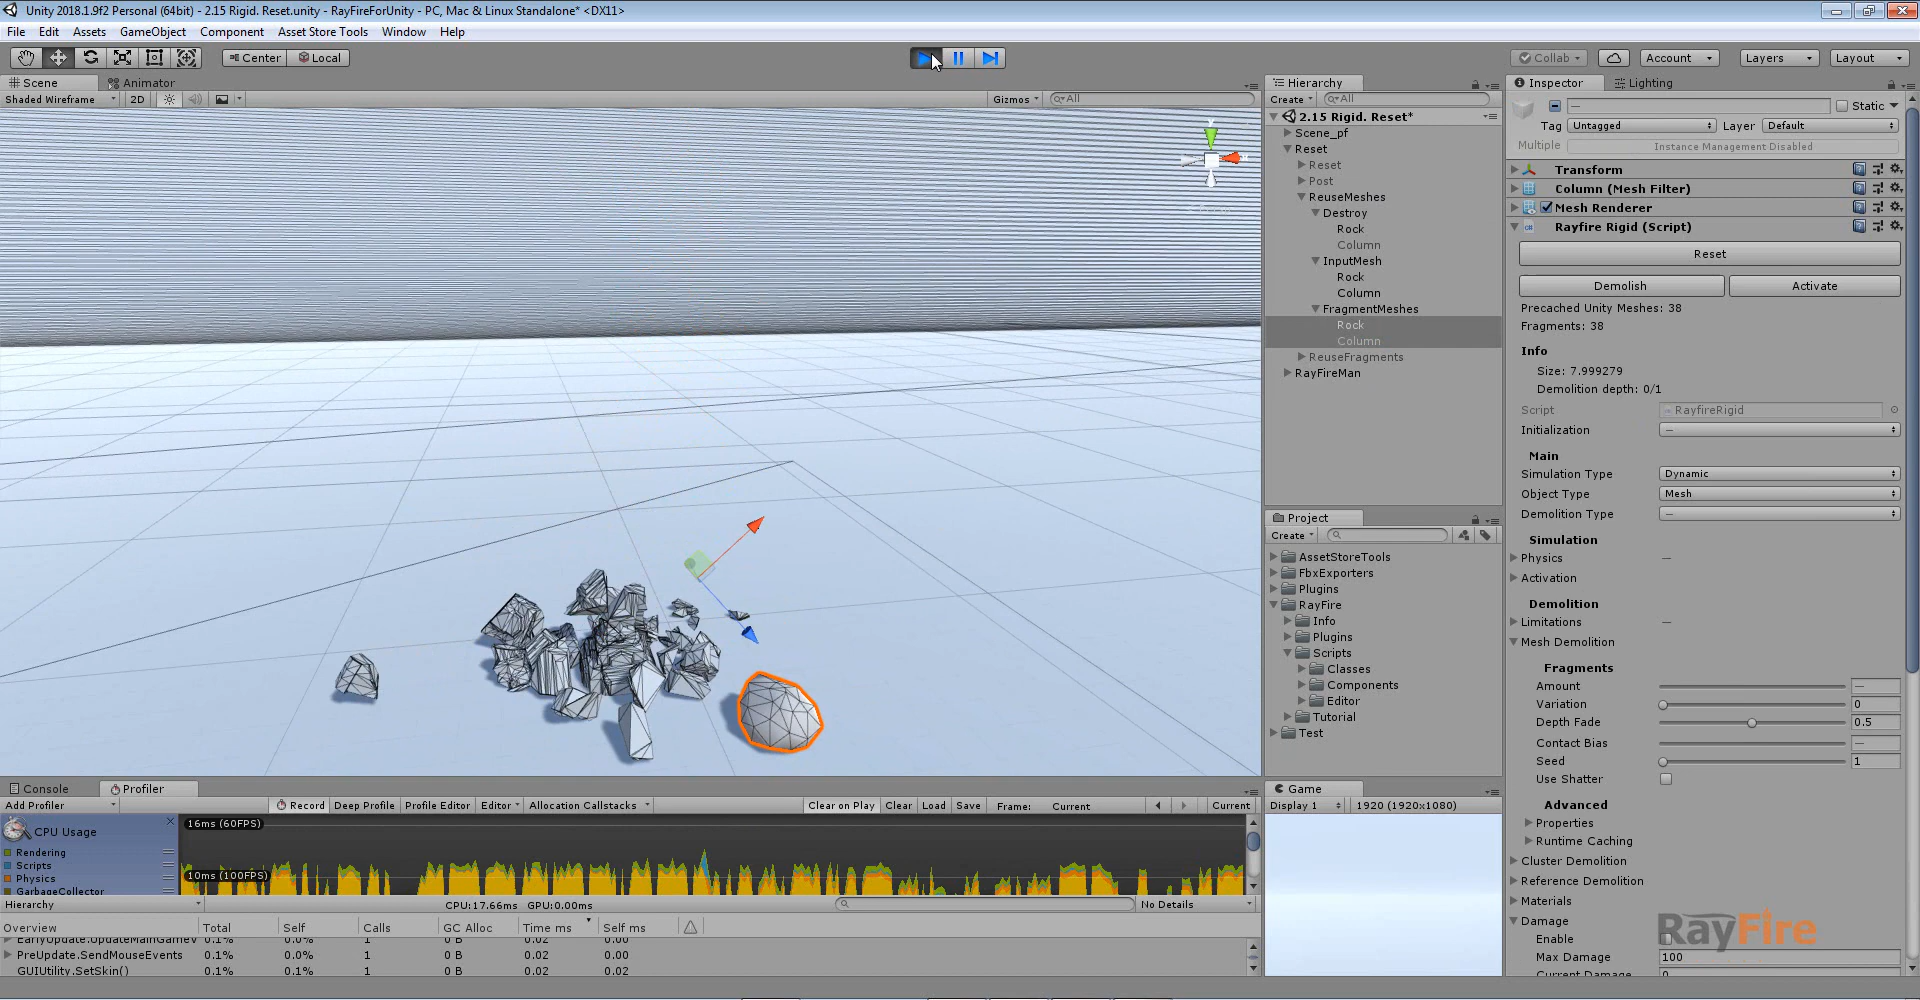 Unity 2018.1.9f2 Personal (64bit) - 2.15 Rigid. Reset.unity - RayFireForUnity - PC, Mac & Linux Standalone* <DX11>
File Edit Assets GameObject Component Asset Store Tools Window Help
Center Local Collab Account Layers Layout
Scene Animator
Shaded Wireframe 2D Gizmos All
Hierarchy
Create All
2.15 Rigid. Reset*
Scene_pf
Reset
Reset
Post
ReuseMeshes
Destroy
Rock
Column
InputMesh
Rock
Column
FragmentMeshes
Rock
Column
ReuseFragments
RayFireMan
Project
Create
AssetStoreTools
FbxExporters
Plugins
RayFire
Info
Plugins
Scripts
Classes
Components
Editor
Tutorial
Test
Inspector Lighting
— Static
Tag Untagged Layer Default
Multiple Instance Management Disabled
Transform
Column (Mesh Filter)
Mesh Renderer
Rayfire Rigid (Script)
Reset
Demolish Activate
Precached Unity Meshes: 38
Fragments: 38
Info
Size: 7.999279
Demolition depth: 0/1
Script RayfireRigid
Initialization —
Main
Simulation Type Dynamic
Object Type Mesh
Demolition Type —
Simulation
Physics —
Activation
Demolition
Limitations —
Mesh Demolition
Fragments
Amount —
Variation 0
Depth Fade 0.5
Contact Bias —
Seed 1
Use Shatter
Advanced
Properties
Runtime Caching
Cluster Demolition
Reference Demolition
Materials
Damage
Enable
Max Damage 100
Current Damage 0
RayFire
Console Profiler
Add Profiler Record Deep Profile Profile Editor Editor Allocation Callstacks Clear on Play Clear Load Save Frame: Current Current
CPU Usage
Rendering
Scripts
Physics
GarbageCollector
16ms (60FPS)
10ms (100FPS)
Hierarchy CPU:17.66ms GPU:0.00ms No Details
Overview Total Self Calls GC Alloc Time ms Self ms
EarlyUpdate.UpdateMainGameV 0.1% 0.0% 1 0 B 0.02 0.00
PreUpdate.SendMouseEvents 0.1% 0.0% 1 0 B 0.02 0.00
GUIUtility.SetSkin() 0.1% 0.1% 1 0 B 0.02 0.02
Game
Display 1 1920 (1920x1080)